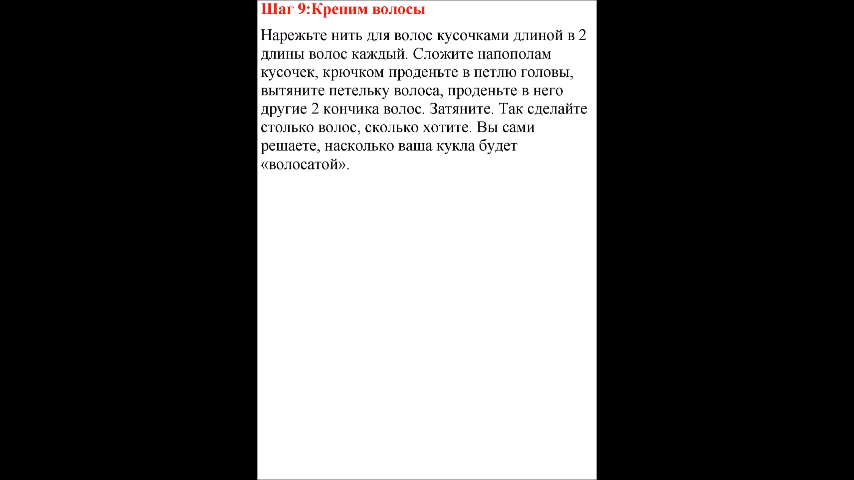 Шаг 9:Крепим волосы
Нарежьте нить для волос кусочками длиной в 2
длины волос каждый. Сложите напополам
кусочек, крючком проденьте в петлю головы,
вытяните петельку волоса, проденьте в него
другие 2 кончика волос. Затяните. Так сделайте
столько волос, сколько хотите. Вы сами
решаете, насколько ваша кукла будет
«волосатой».